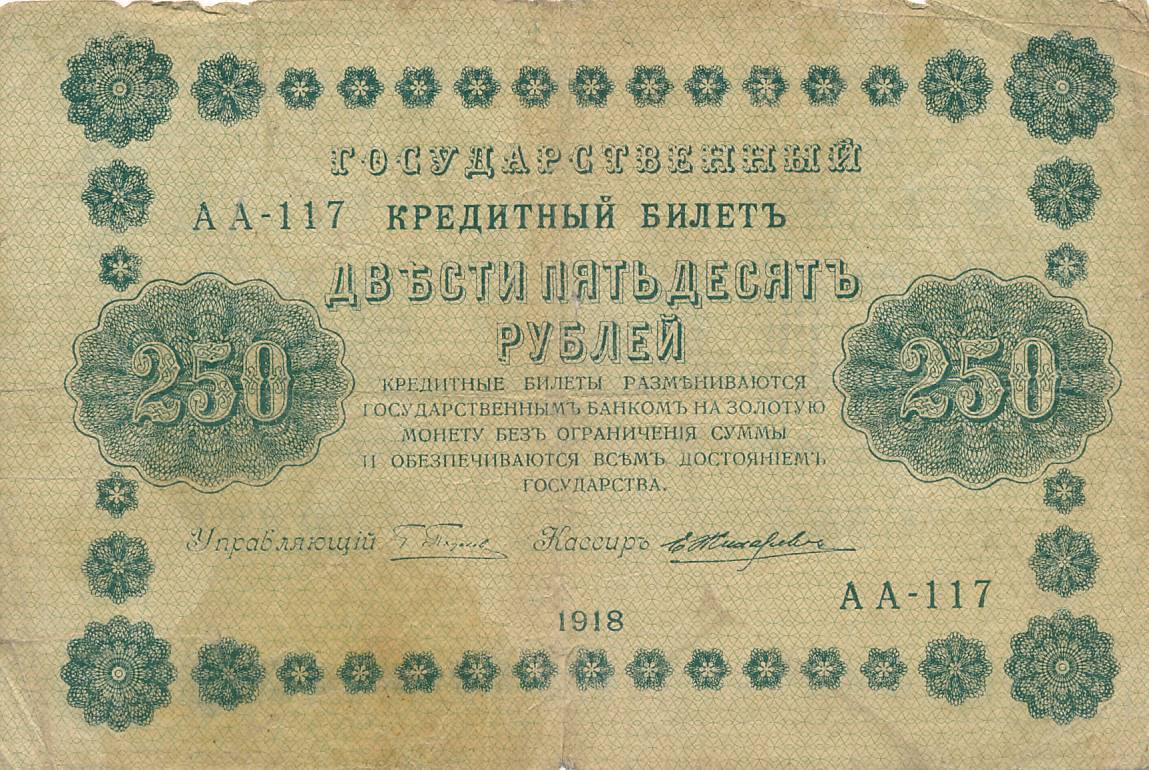 ГОСУДАРСТВЕННЫЙ
АА-117 КРЕДИТНЫЙ БИЛЕТЪ
ДВѢСТИ ПЯТЬДЕСЯТЪ
РУБЛЕЙ
250
250
КРЕДИТНЫЕ БИЛЕТЫ РАЗМѢНИВАЮТСЯ
ГОСУДАРСТВЕННЫМЪ БАНКОМЪ НА ЗОЛОТУЮ
МОНЕТУ БЕЗЪ ОГРАНИЧЕНІЯ СУММЫ
И ОБЕЗПЕЧИВАЮТСЯ ВСѢМЪ ДОСТОЯНІЕМЪ
ГОСУДАРСТВА.
Управляющій Кассиръ
АА-117
1918